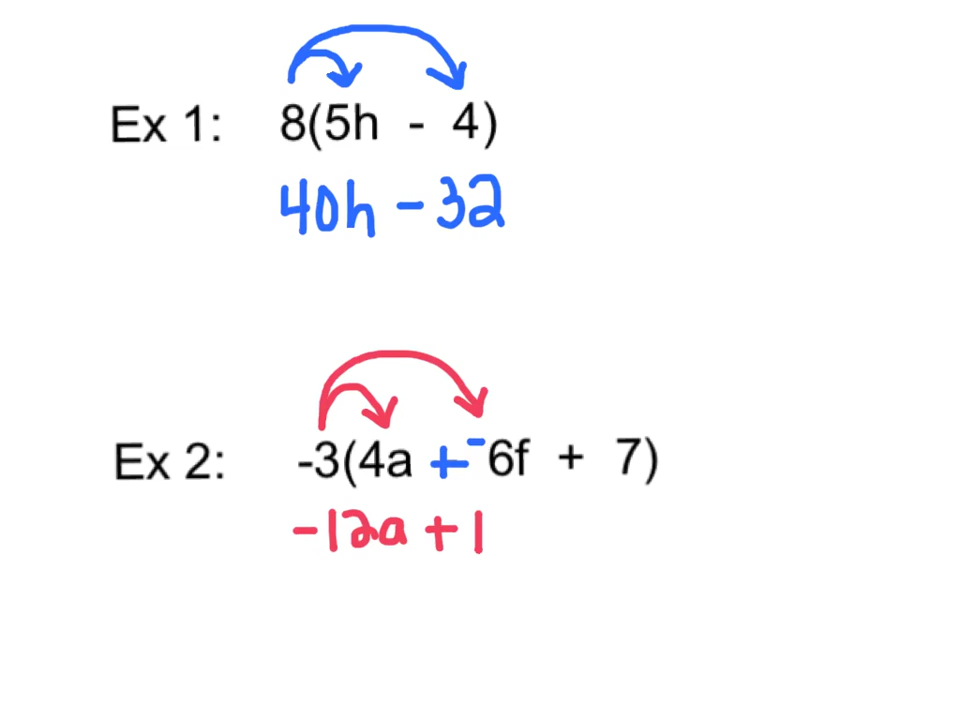 Ex 1: 8(5h - 4)
40h - 32
Ex 2: -3(4a + -6f + 7)
-12a + 1